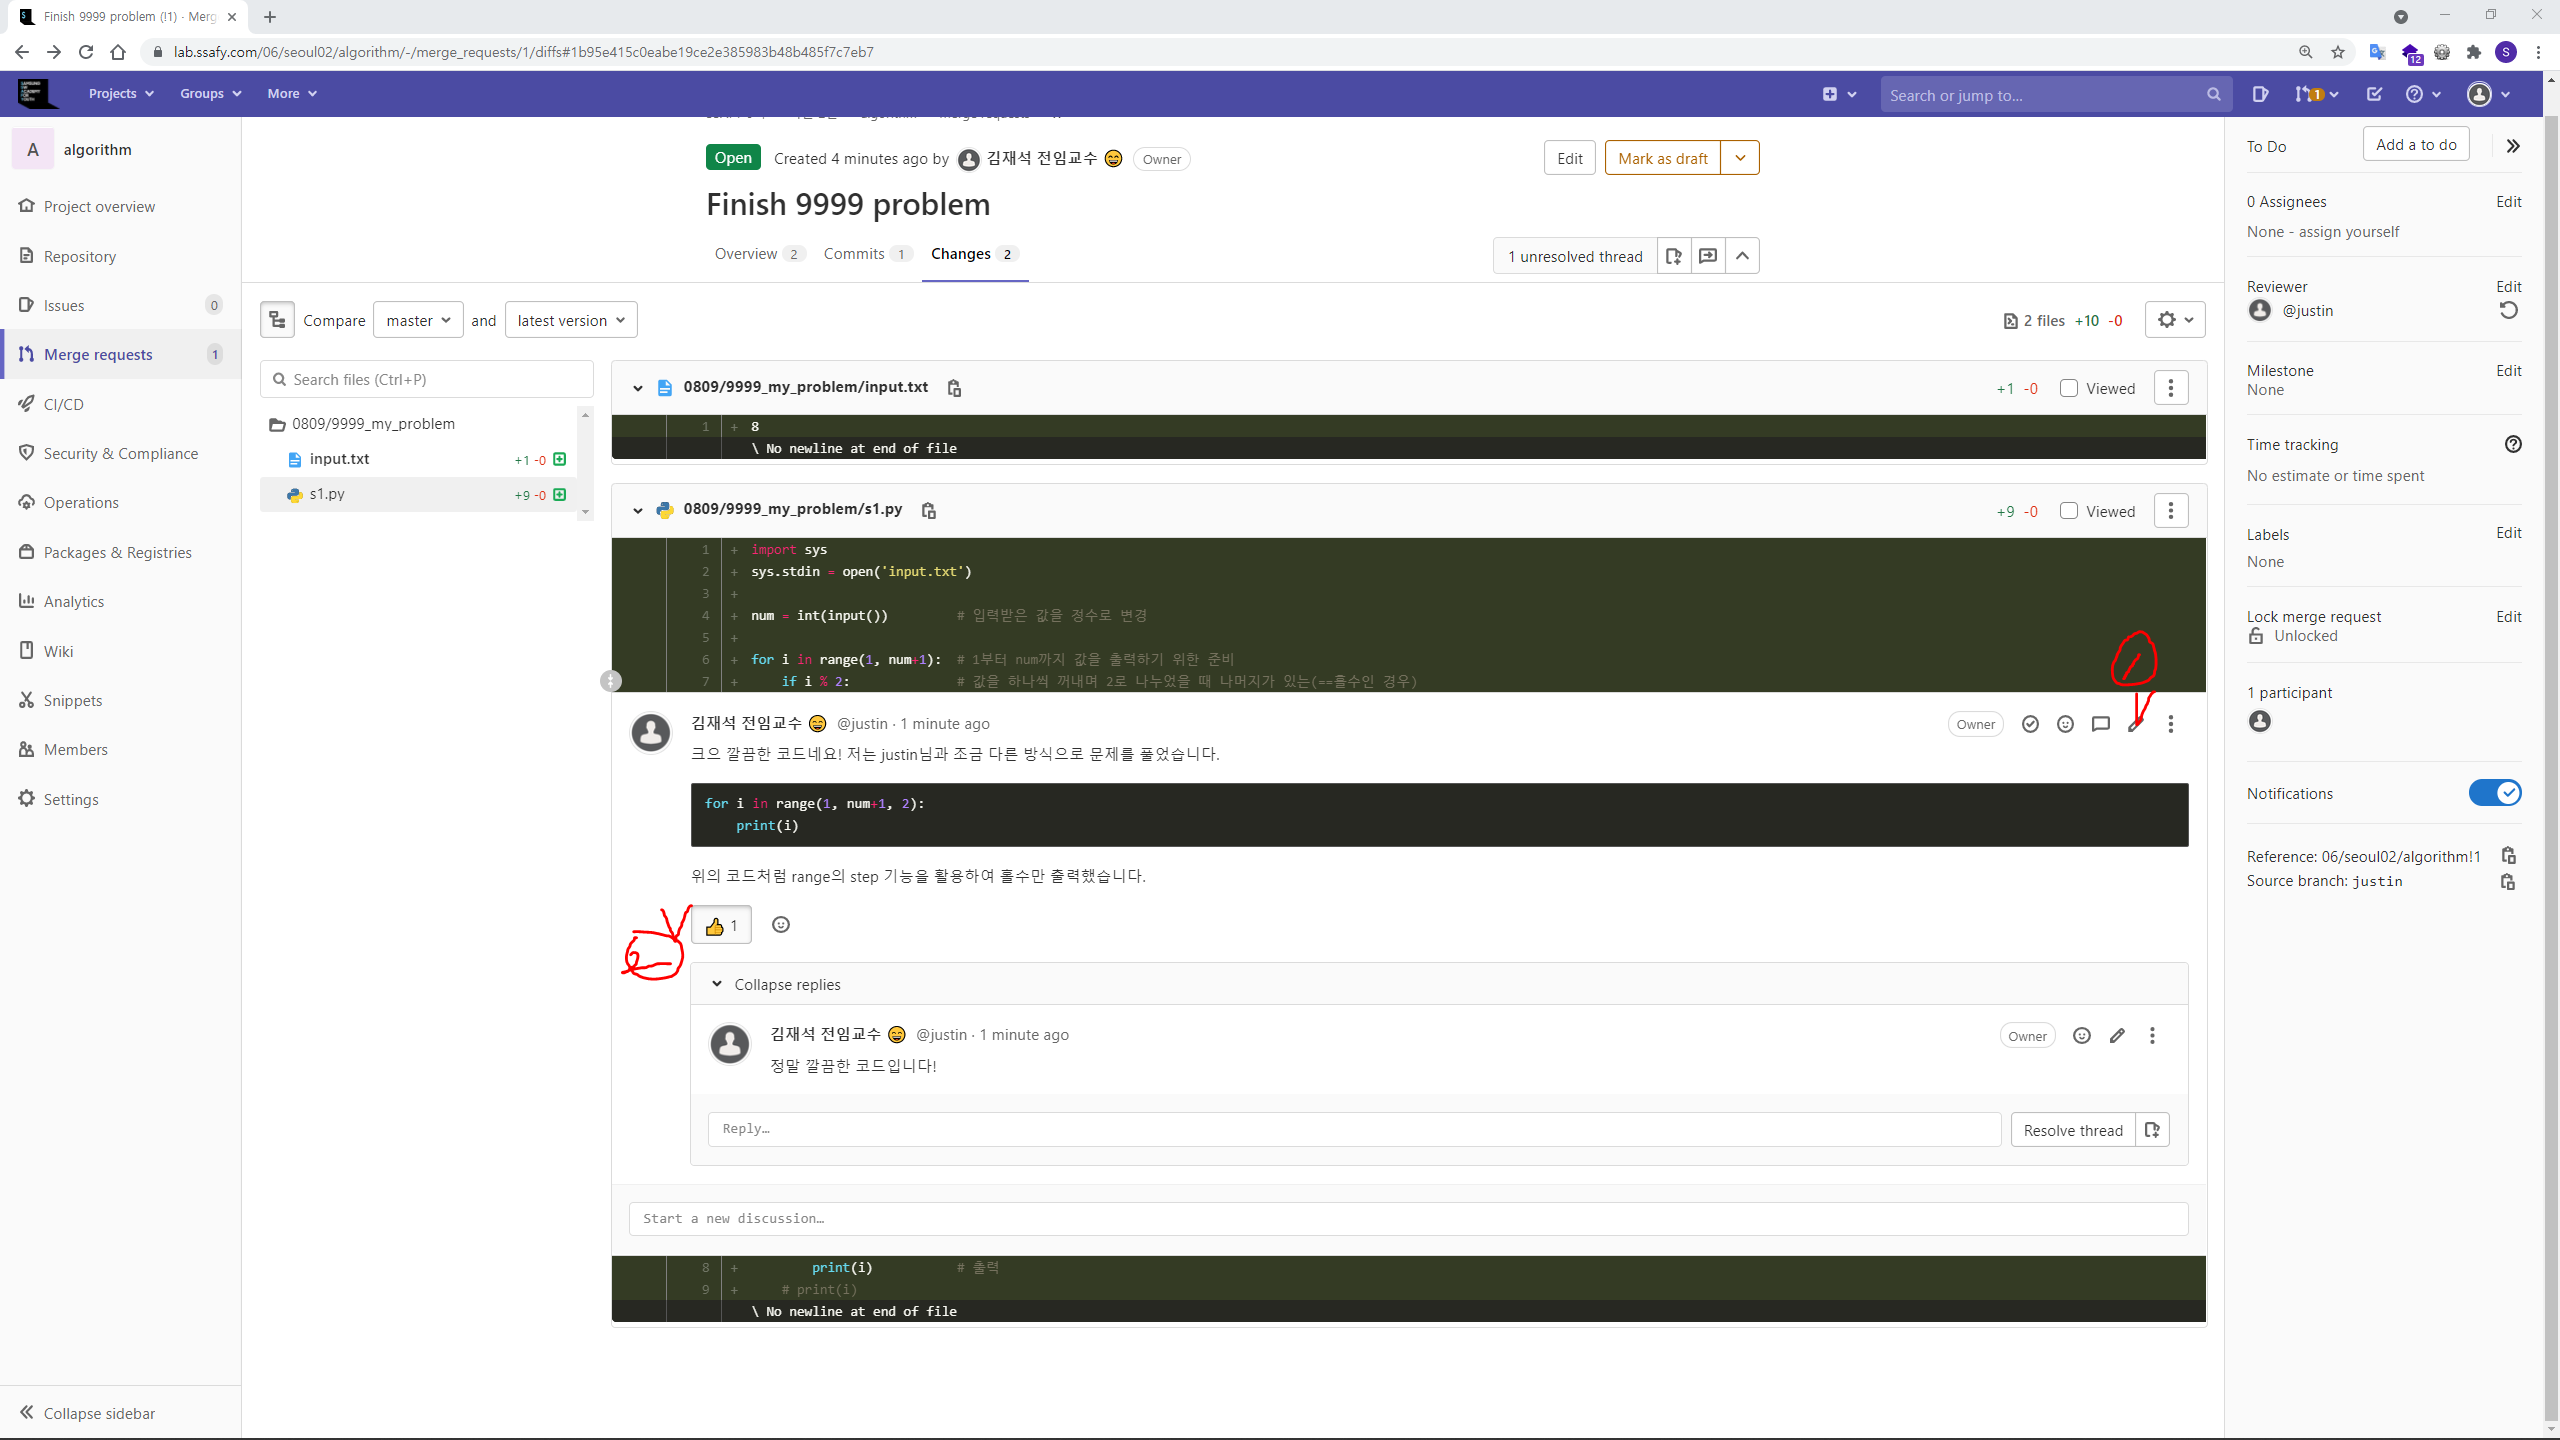 Finish 9999 problem (!1) · Merg
lab.ssafy.com/06/seoul02/algorithm/-/merge_requests/1/diffs#1b95e415c0eabe19ce2e385983b48b485f7c7eb7
12
S
Projects
Groups
More
Search or jump to...
1
A
algorithm
Project overview
Repository
Issues 0
Merge requests 1
CI/CD
Security & Compliance
Operations
Packages & Registries
Analytics
Wiki
Snippets
Members
Settings
Collapse sidebar
Open Created 4 minutes ago by 김재석 전임교수 😄 Owner
Edit
Mark as draft
Finish 9999 problem
Overview 2
Commits 1
Changes 2
1 unresolved thread
Compare master and latest version
2 files +10 -0
Search files (Ctrl+P)
0809/9999_my_problem
input.txt +1 -0
s1.py +9 -0
0809/9999_my_problem/input.txt +1 -0 Viewed
1 + 8
\ No newline at end of file
0809/9999_my_problem/s1.py +9 -0 Viewed
1 + import sys
2 + sys.stdin = open('input.txt')
3 +
4 + num = int(input()) # 입력받은 값을 정수로 변경
5 +
6 + for i in range(1, num+1): # 1부터 num까지 값을 출력하기 위한 준비
7 + if i % 2: # 값을 하나씩 꺼내며 2로 나누었을 때 나머지가 있는(==홀수인 경우)
1
김재석 전임교수 😄 @justin · 1 minute ago Owner
크으 깔끔한 코드네요! 저는 justin님과 조금 다른 방식으로 문제를 풀었습니다.
for i in range(1, num+1, 2):
print(i)
위의 코드처럼 range의 step 기능을 활용하여 홀수만 출력했습니다.
👍 1
2
Collapse replies
김재석 전임교수 😄 @justin · 1 minute ago Owner
정말 깔끔한 코드입니다!
Reply…
Resolve thread
Start a new discussion…
8 + print(i) # 출력
9 + # print(i)
\ No newline at end of file
To Do
Add a to do
0 Assignees Edit
None - assign yourself
Reviewer Edit
@justin
Milestone Edit
None
Time tracking
No estimate or time spent
Labels Edit
None
Lock merge request Edit
Unlocked
1 participant
Notifications
Reference: 06/seoul02/algorithm!1
Source branch: justin